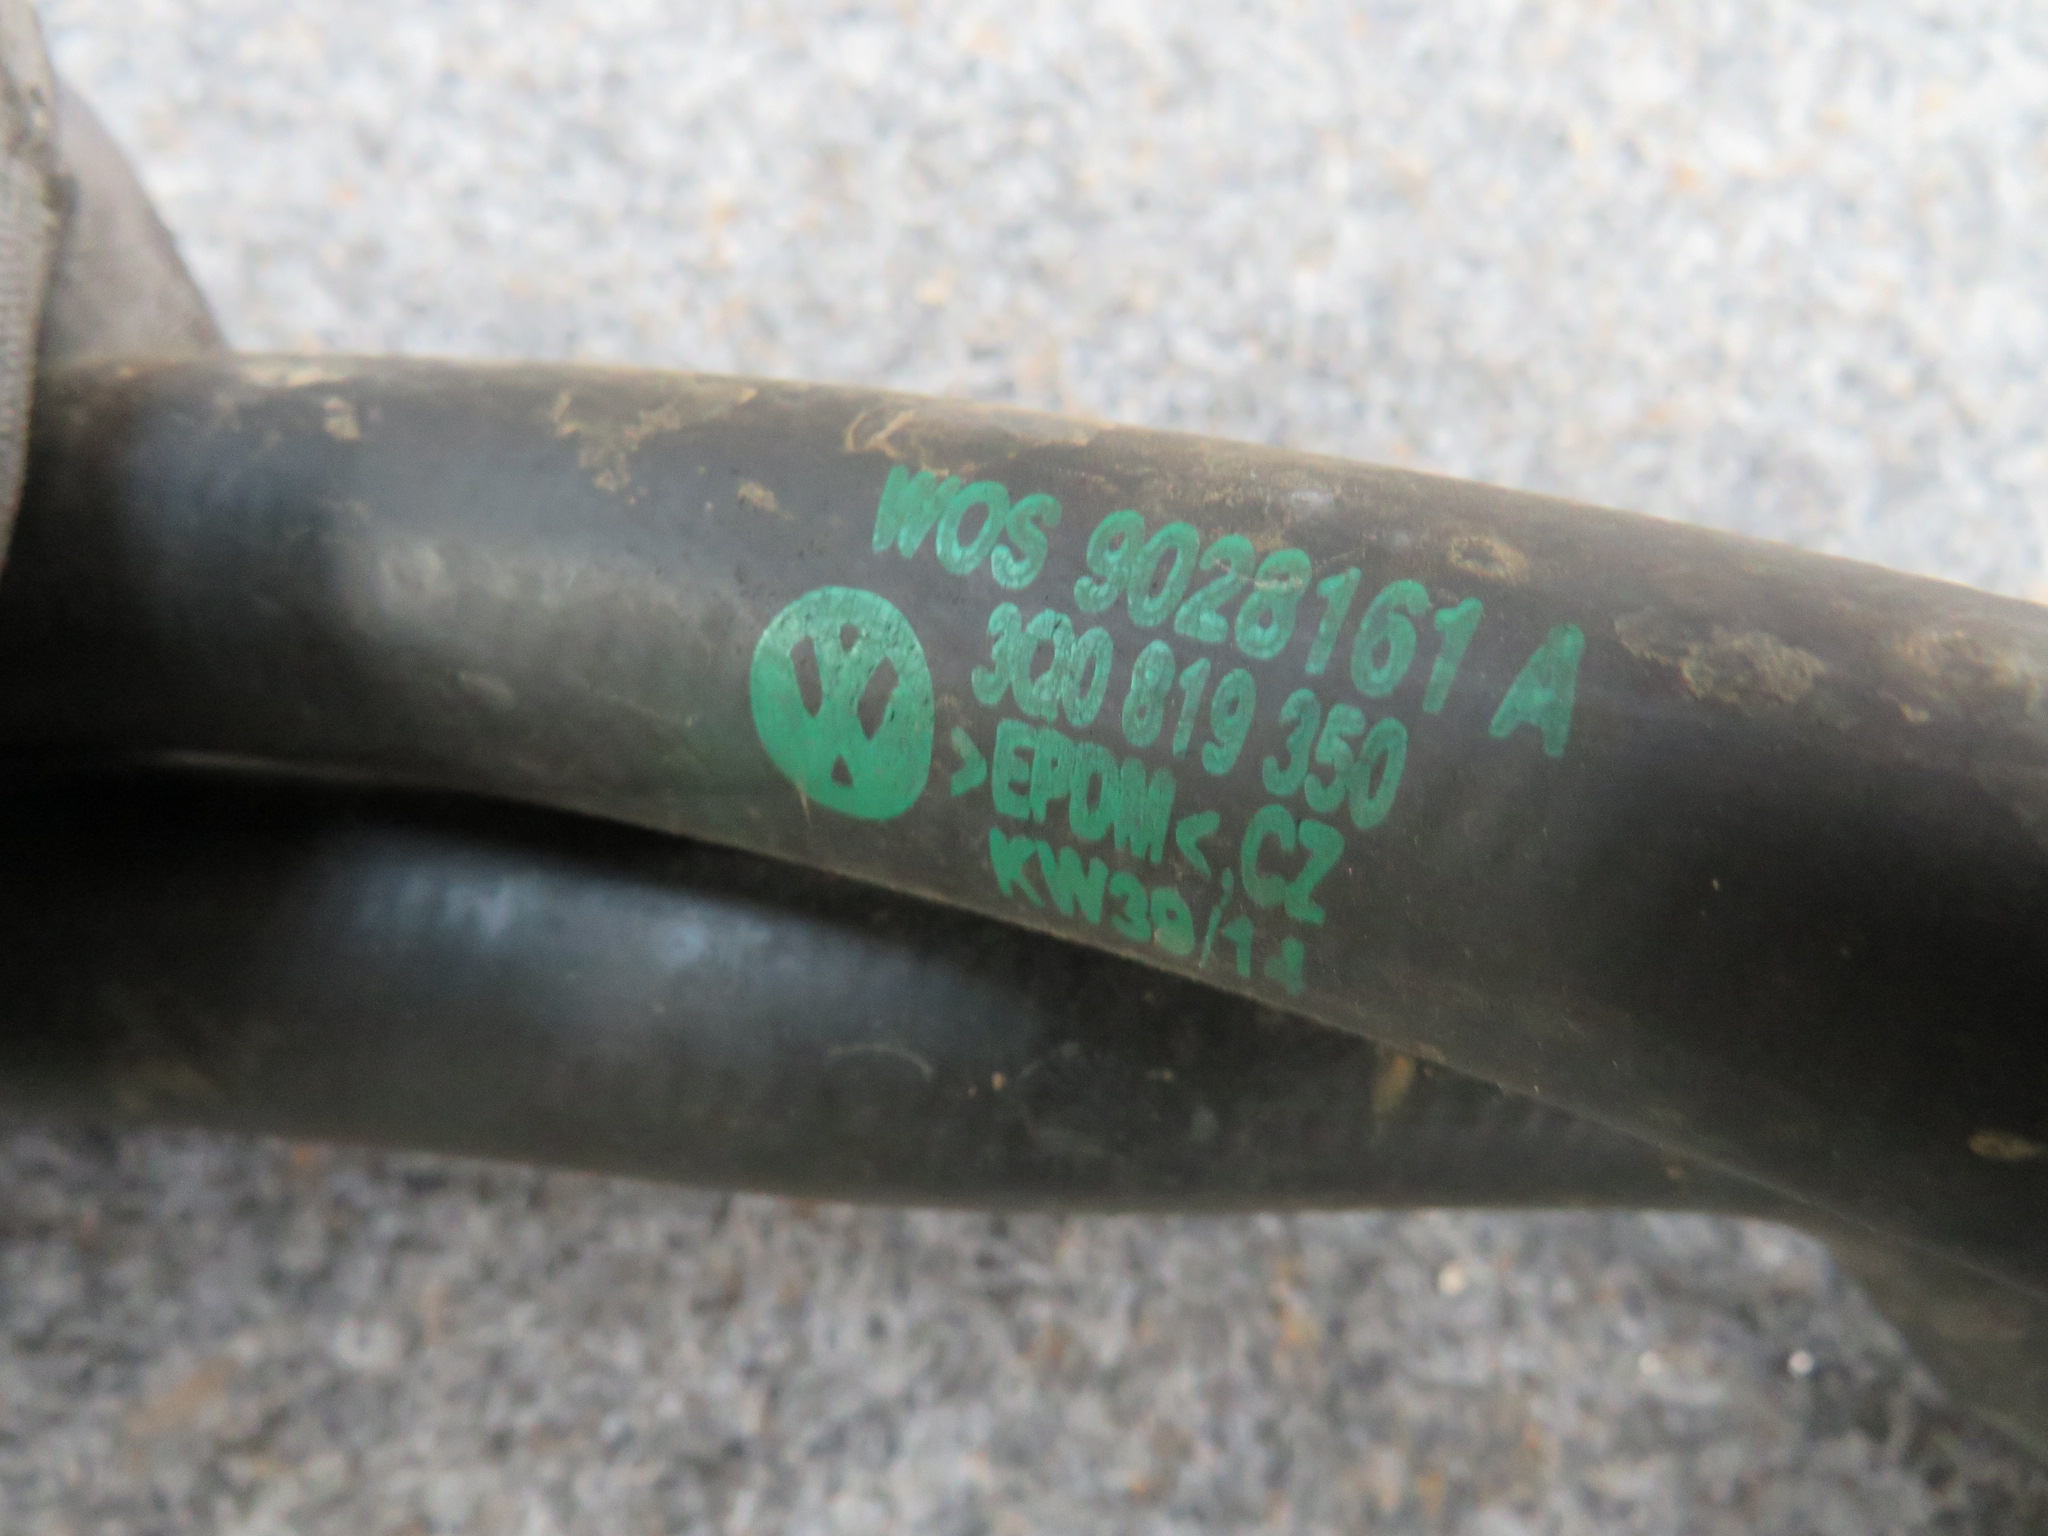 WOS 9028161 A
3Q0 819 350
>EPDM<, CZ
KW39/14